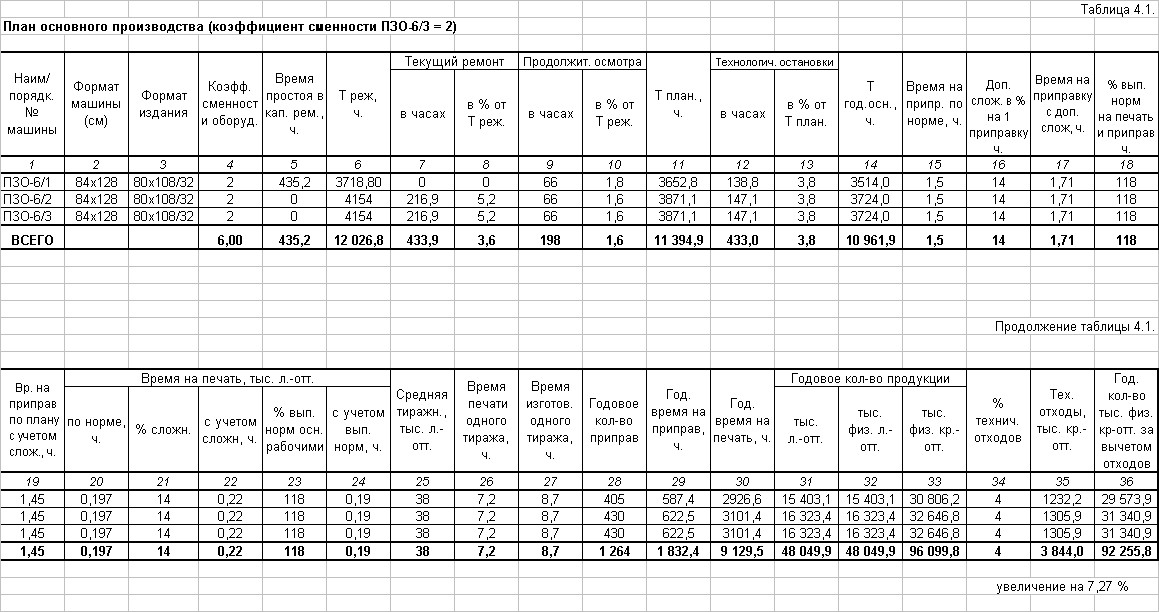 Таблица 4.1.
План основного производства (коэффициент сменности ПЗО-6/3 = 2)
Наим/ порядк. № машины | Формат машины (см) | Формат издания | Коэфф. сменност и оборуд. | Время простоя в кап. рем., ч. | Т реж, ч. | Текущий ремонт | Продолжит. осмотра | Т план., ч. | Технологич. остановки | Т год.осн., ч. | Время на припр. по норме, ч. | Доп. слож. в % на 1 приправку ч. | Время на приправку с доп. слож, ч. | % вып. норм на печать и приправ ч.
в часах | в % от Т реж. | в часах | в % от Т реж. | в часах | в % от Т план.
1 2 3 4 5 6 7 8 9 10 11 12 13 14 15 16 17 18
ПЗО-6/1 84х128 80х108/32 2 435,2 3718,80 0 0 66 1,8 3652,8 138,8 3,8 3514,0 1,5 14 1,71 118
ПЗО-6/2 84х128 80х108/32 2 0 4154 216,9 5,2 66 1,6 3871,1 147,1 3,8 3724,0 1,5 14 1,71 118
ПЗО-6/3 84х128 80х108/32 2 0 4154 216,9 5,2 66 1,6 3871,1 147,1 3,8 3724,0 1,5 14 1,71 118
ВСЕГО 6,00 435,2 12 026,8 433,9 3,6 198 1,6 11 394,9 433,0 3,8 10 961,9 1,5 14 1,71 118
Продолжение таблицы 4.1.
Вр. на приправ по плану с учетом слож., ч. | Время на печать, тыс. л.-отт. | Средняя тиражн., тыс. л.-отт. | Время печати одного тиража, ч. | Время изготов. одного тиража, ч. | Годовое кол-во приправ | Год. время на приправ, ч. | Год. время на печать, ч. | Годовое кол-во продукции | % технич. отходов | Тех. отходы, тыс. кр.-отт. | Год. кол-во тыс. физ. кр-отт. за вычетом отходов
по норме, ч. | % сложн. | с учетом сложн, ч. | % вып. норм осн. рабочими | с учетом вып. норм, ч. | тыс. л.-отт. | тыс. физ. л.-отт. | тыс. физ. кр.-отт.
19 20 21 22 23 24 25 26 27 28 29 30 31 32 33 34 35 36
1,45 0,197 14 0,22 118 0,19 38 7,2 8,7 405 587,4 2926,6 15 403,1 15 403,1 30 806,2 4 1232,2 29 573,9
1,45 0,197 14 0,22 118 0,19 38 7,2 8,7 430 622,5 3101,4 16 323,4 16 323,4 32 646,8 4 1305,9 31 340,9
1,45 0,197 14 0,22 118 0,19 38 7,2 8,7 430 622,5 3101,4 16 323,4 16 323,4 32 646,8 4 1305,9 31 340,9
1,45 0,197 14 0,22 118 0,19 38 7,2 8,7 1 264 1 832,4 9 129,5 48 049,9 48 049,9 96 099,8 4 3 844,0 92 255,8
увеличение на 7,27 %